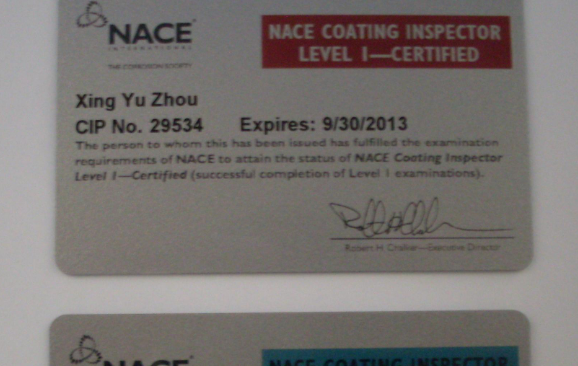 NACE
INTERNATIONAL
THE CORROSION SOCIETY
NACE COATING INSPECTOR
LEVEL I—CERTIFIED
Xing Yu Zhou
CIP No. 29534 Expires: 9/30/2013
The person to whom this has been issued has fulfilled the examination
requirements of NACE to attain the status of NACE Coating Inspector
Level I—Certified (successful completion of Level I examinations).
Robert H. Chalker—Executive Director
NACE
NACE COATING INSPECTOR